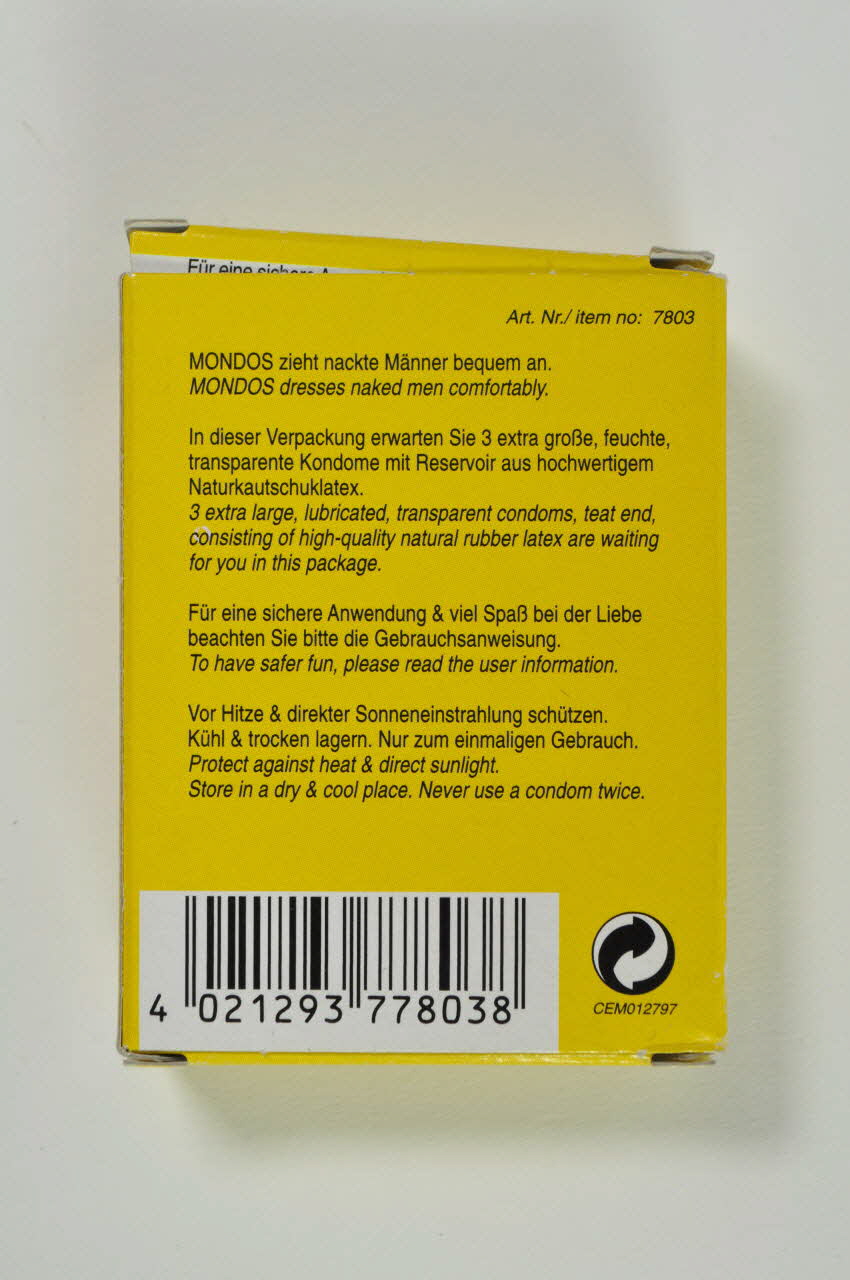 Für eine sichere A
Art. Nr./ item no: 7803
MONDOS zieht nackte Männer bequem an.
MONDOS dresses naked men comfortably.
In dieser Verpackung erwarten Sie 3 extra große, feuchte,
transparente Kondome mit Reservoir aus hochwertigem
Naturkautschuklatex.
3 extra large, lubricated, transparent condoms, teat end,
consisting of high-quality natural rubber latex are waiting
for you in this package.
Für eine sichere Anwendung & viel Spaß bei der Liebe
beachten Sie bitte die Gebrauchsanweisung.
To have safer fun, please read the user information.
Vor Hitze & direkter Sonneneinstrahlung schützen.
Kühl & trocken lagern. Nur zum einmaligen Gebrauch.
Protect against heat & direct sunlight.
Store in a dry & cool place. Never use a condom twice.
4 021293 778038
CEM012797